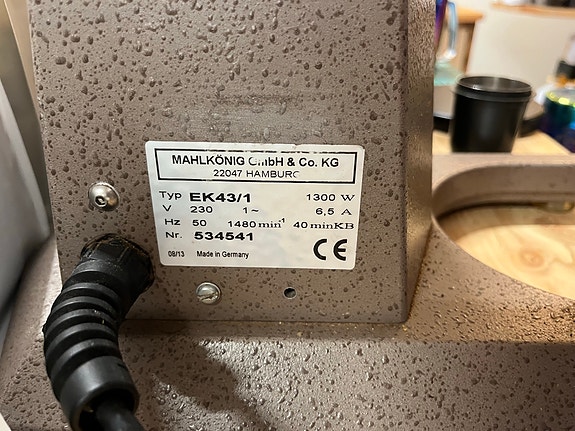 MAHLKÖNIG GmbH & Co. KG
22047 HAMBURG
Typ EK43/1 1300 W
V 230 1~ 6,5 A
Hz 50 1480 min⁻¹ 40 minKB
Nr. 534541
08/13 Made in Germany CE